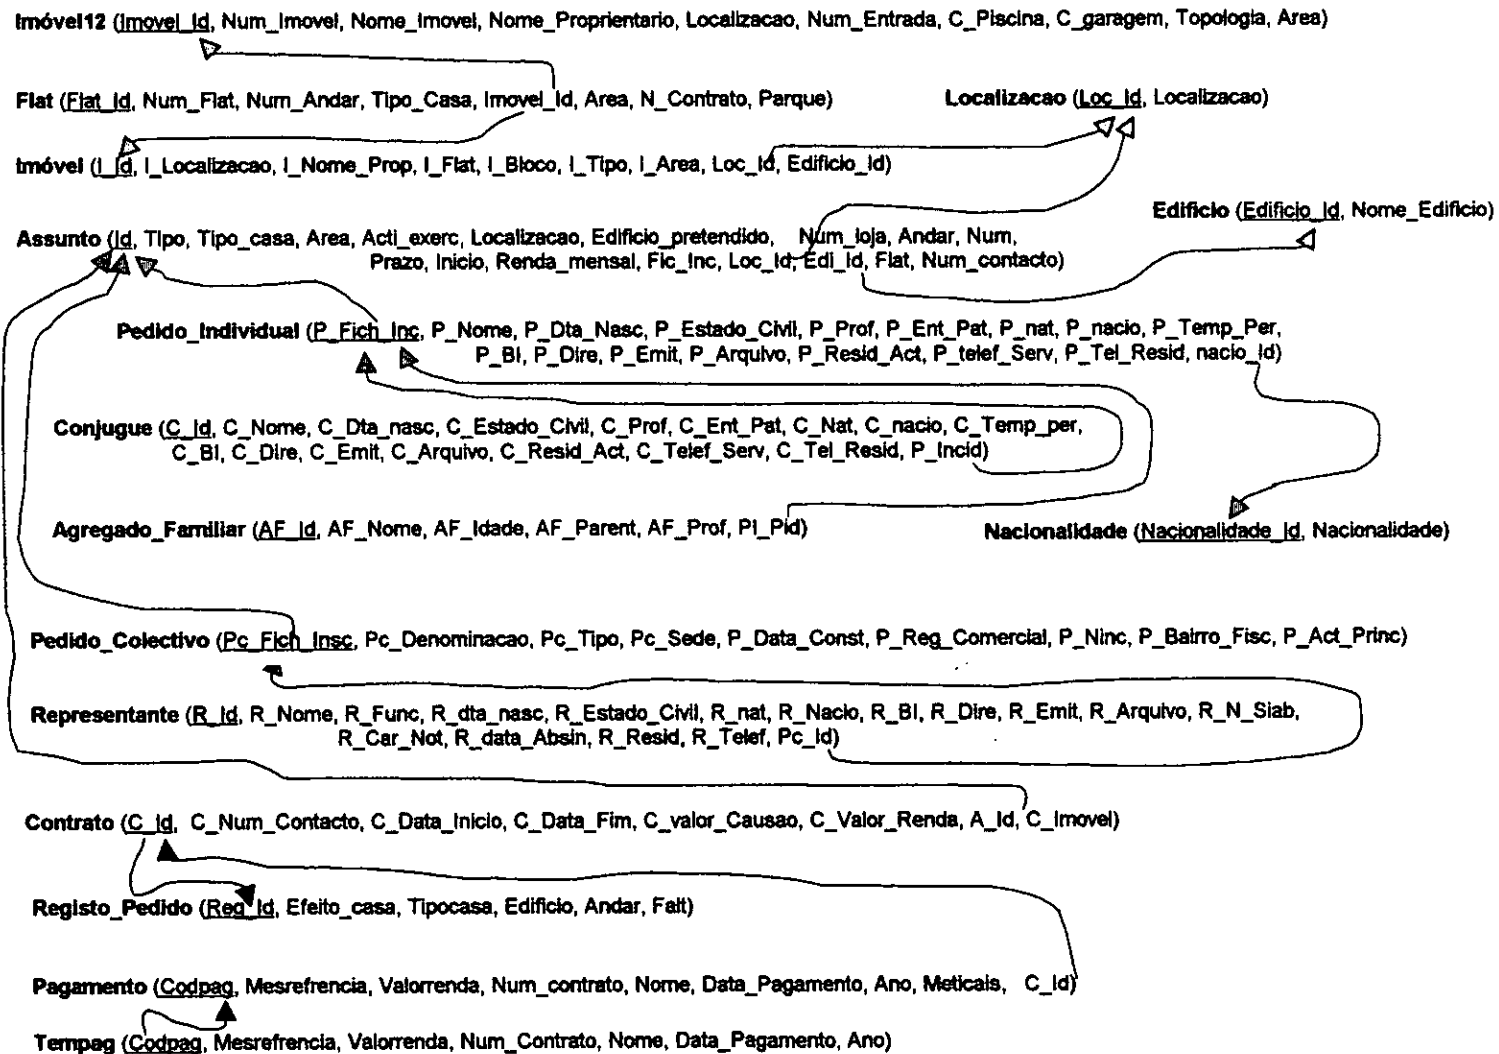 Imóvel12 (Imovel_Id, Num_Imovel, Nome_Imovel, Nome_Proprientario, Localizacao, Num_Entrada, C_Piscina, C_garagem, Topologia, Area)
Flat (Flat_Id, Num_Flat, Num_Andar, Tipo_Casa, Imovel_Id, Area, N_Contrato, Parque)
Localizacao (Loc_Id, Localizacao)
Imóvel (I_Id, I_Localizacao, I_Nome_Prop, I_Flat, I_Bloco, I_Tipo, I_Area, Loc_Id, Edificio_Id)
Edificio (Edificio_Id, Nome_Edificio)
Assunto (Id, Tipo, Tipo_casa, Area, Acti_exerc, Localizacao, Edificio_pretendido, Num_loja, Andar, Num,
Prazo, Inicio, Renda_mensal, Fic_Inc, Loc_Id, Edi_Id, Flat, Num_contacto)
Pedido_Individual (P_Fich_Inc, P_Nome, P_Dta_Nasc, P_Estado_Civil, P_Prof, P_Ent_Pat, P_nat, P_nacio, P_Temp_Per,
P_BI, P_Dire, P_Emit, P_Arquivo, P_Resid_Act, P_telef_Serv, P_Tel_Resid, nacio_Id)
Conjugue (C_Id, C_Nome, C_Dta_nasc, C_Estado_Civil, C_Prof, C_Ent_Pat, C_Nat, C_nacio, C_Temp_per,
C_BI, C_Dire, C_Emit, C_Arquivo, C_Resid_Act, C_Telef_Serv, C_Tel_Resid, P_Incid)
Agregado_Familiar (AF_Id, AF_Nome, AF_Idade, AF_Parent, AF_Prof, PI_Pid)
Nacionalidade (Nacionalidade_Id, Nacionalidade)
Pedido_Colectivo (Pc_Fich_Insc, Pc_Denominacao, Pc_Tipo, Pc_Sede, P_Data_Const, P_Reg_Comercial, P_Ninc, P_Bairro_Fisc, P_Act_Princ)
Representante (R_Id, R_Nome, R_Func, R_dta_nasc, R_Estado_Civil, R_nat, R_Nacio, R_BI, R_Dire, R_Emit, R_Arquivo, R_N_Siab,
R_Car_Not, R_data_Absin, R_Resid, R_Telef, Pc_Id)
Contrato (C_Id, C_Num_Contacto, C_Data_Inicio, C_Data_Fim, C_valor_Causao, C_Valor_Renda, A_Id, C_Imovel)
Registo_Pedido (Reg_Id, Efeito_casa, Tipocasa, Edificio, Andar, Falt)
Pagamento (Codpag, Mesrefrencia, Valorrenda, Num_contrato, Nome, Data_Pagamento, Ano, Meticais, C_Id)
Tempag (Codpag, Mesrefrencia, Valorrenda, Num_Contrato, Nome, Data_Pagamento, Ano)